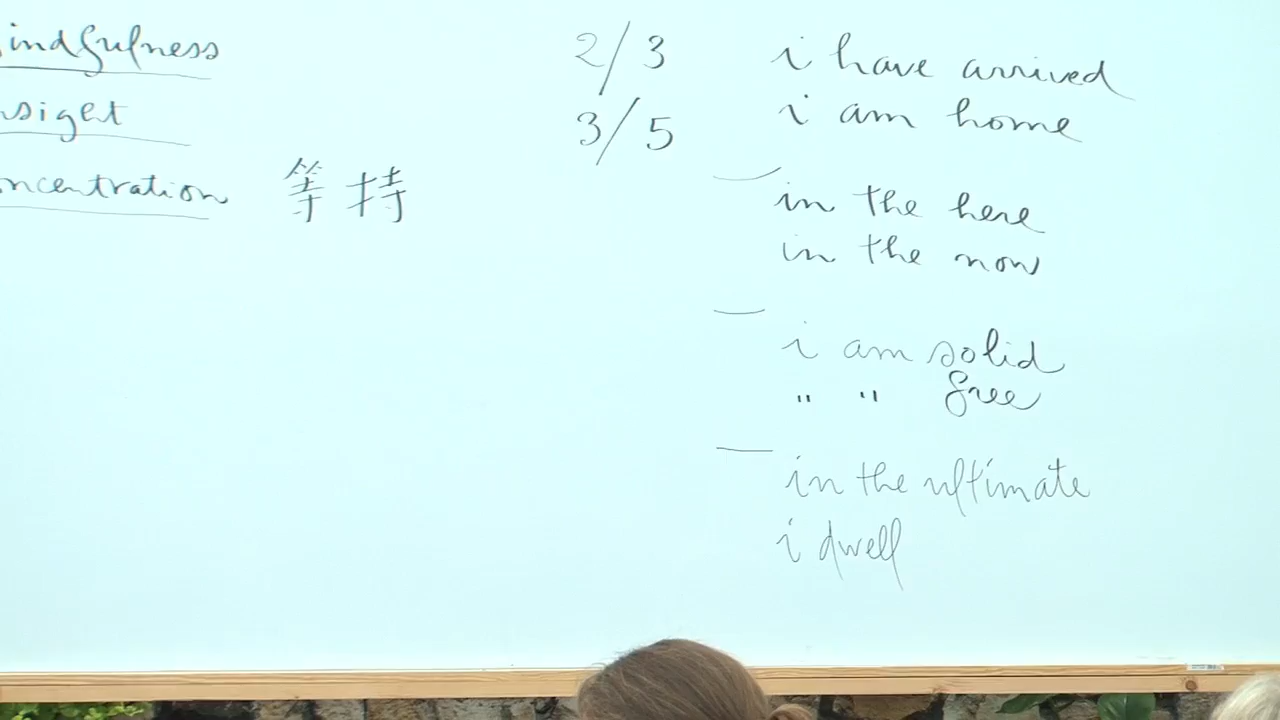 indfulness
sight
ncentration 等持
2/3
3/5
i have arrived
i am home
in the here
in the now
i am solid
" " free
in the ultimate
i dwell